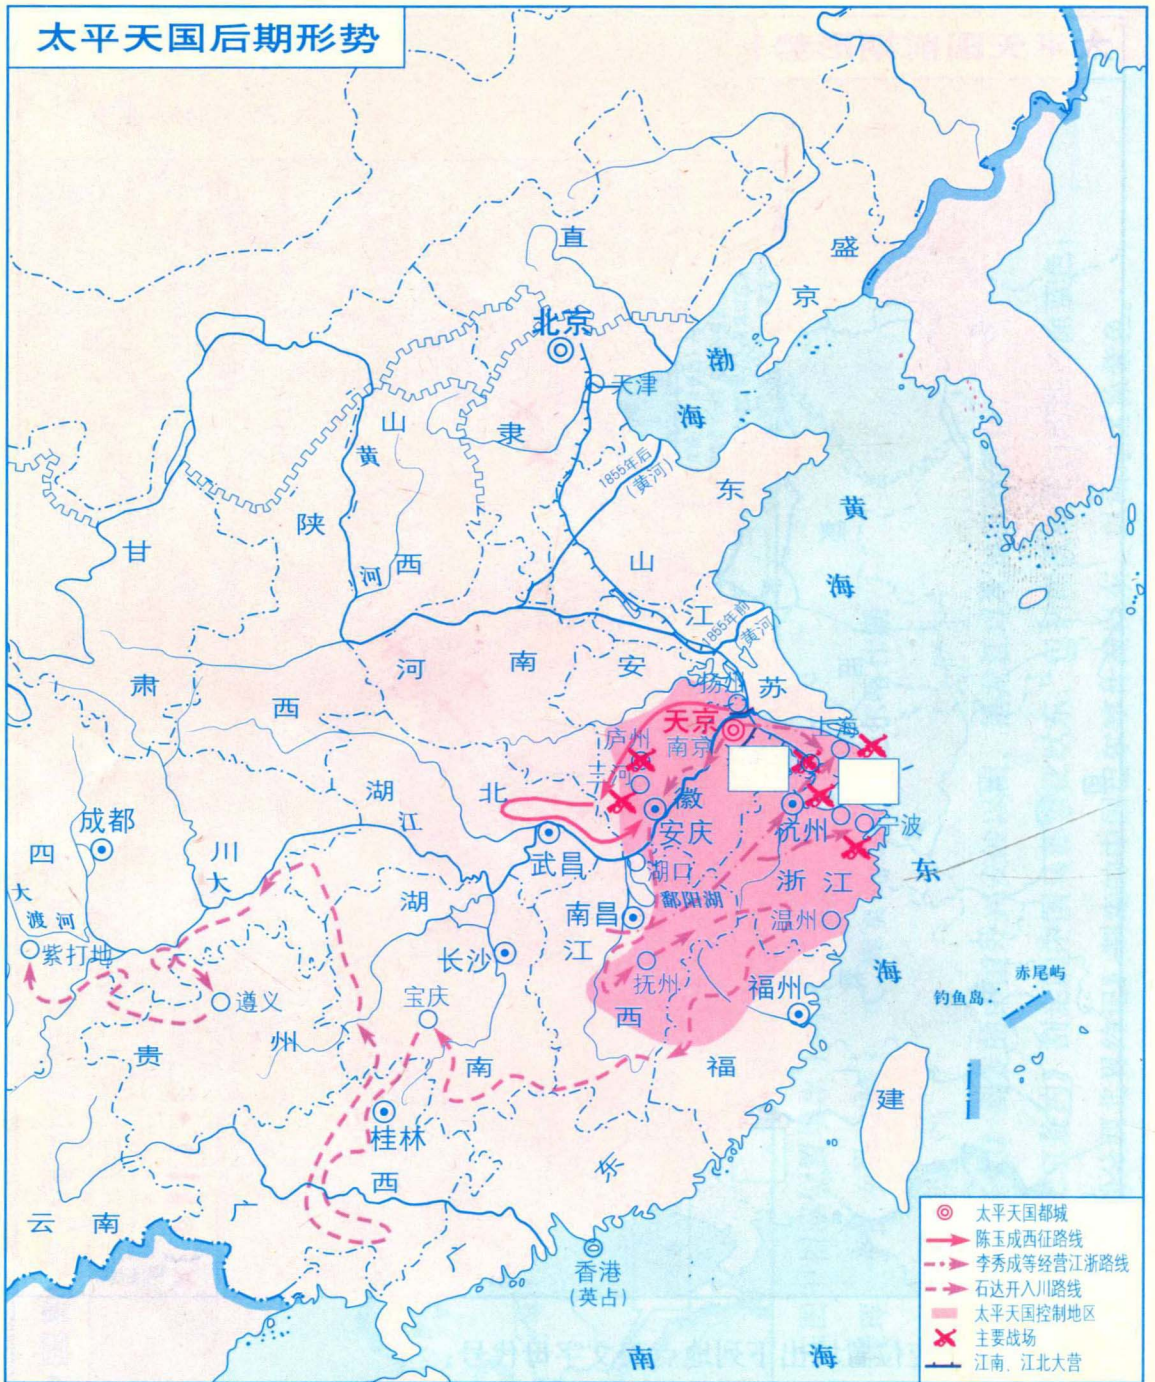 太平天国后期形势
直
盛
京
北京
渤
海
天津
隶
山
黄
1855年后
(黄河)
东
黄
海
陕
甘
河
西
山
江
1855年前
(黄河)
河
南
安
肃
西
扬州
苏
天京
上海
庐州
南京
三河
湖
北
江
徽
成都
安庆
杭州
宁波
武昌
四
川
湖口
大
浙
江
东
大
渡
河
湖
鄱阳湖
南昌
温州
紫打地
长沙
江
海
赤尾屿
抚州
福州
钓鱼岛
遵义
宝庆
西
贵
州
南
福
建
桂林
东
西
云
南
广
广
香港
(英占)
南
海
太平天国都城
陈玉成西征路线
李秀成等经营江浙路线
石达开入川路线
太平天国控制地区
主要战场
江南、江北大营